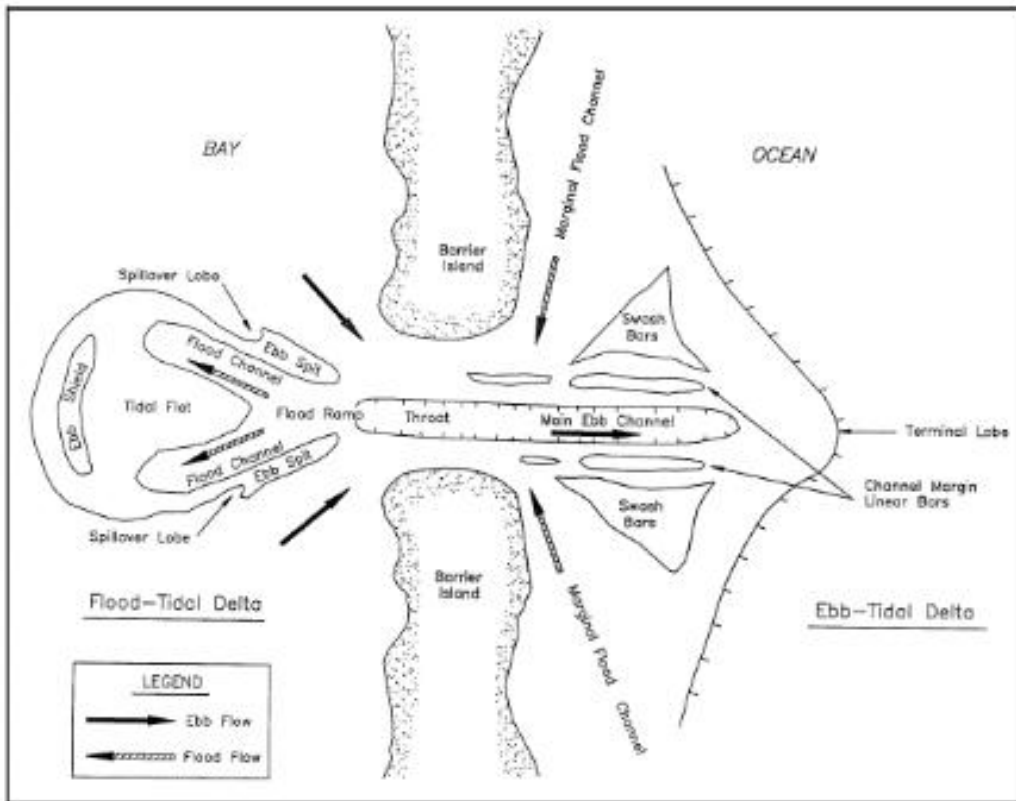 BAY
OCEAN
Marginal Flood Channel
Barrier
Island
Spillover Lobe
Swash
Bars
Ebb Spit
Flood Channel
Ebb Shield
Tidal Flat
Flood Ramp
Throat
Main Ebb Channel
Terminal Lobe
Flood Channel
Ebb Spit
Channel Margin
Linear Bars
Swash
Bars
Spillover Lobe
Barrier
Island
Marginal Flood Channel
Flood-Tidal Delta
Ebb-Tidal Delta
LEGEND
Ebb Flow
Flood Flow